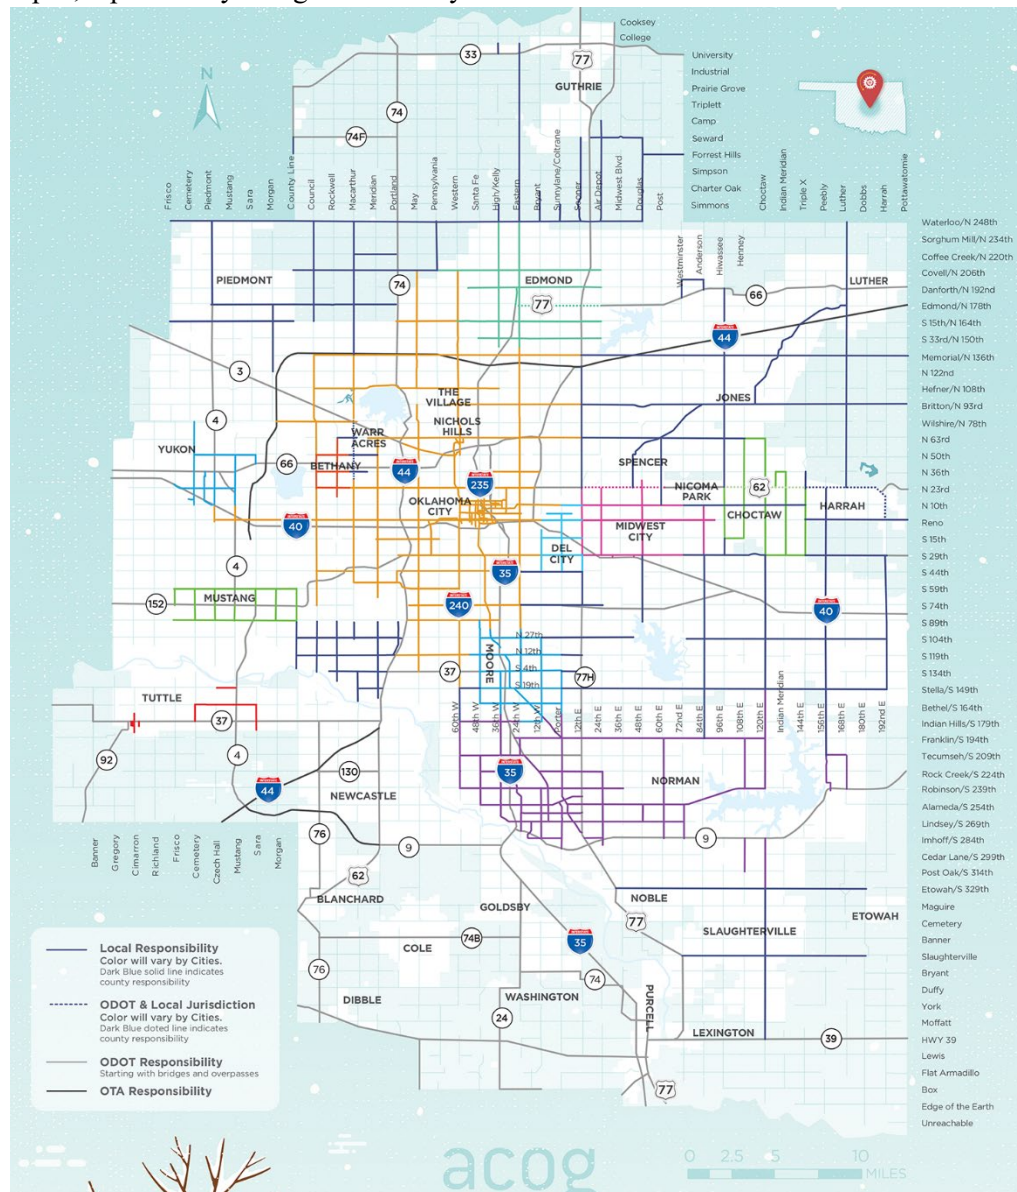 Cooksey
College
33
77
University
Industrial
GUTHRIE
Prairie Grove
N
74
Triplett
Camp
74F
Seward
Forrest Hills
Simpson
Charter Oak
Simmons
Frisco
Cemetery
Piedmont
Mustang
Sara
Morgan
County Line
Council
Rockwell
Macarthur
Meridian
Portland
May
Pennsylvania
Western
Santa Fe
High/Kelly
Eastern
Bryant
Sunnylane/Coltrane
Sooner
Air Depot
Midwest Blvd
Douglas
Post
Choctaw
Indian Meridian
Triple X
Peebly
Luther
Dobbs
Harrah
Pottawatomie
Westminster
Anderson
Hiwassee
Henney
Waterloo/N 248th
Sorghum Mill/N 234th
Coffee Creek/N 220th
Covell/N 206th
Danforth/N 192nd
Edmond/N 178th
S 15th/N 164th
S 33rd/N 150th
Memorial/N 136th
N 122nd
Hefner/N 108th
Britton/N 93rd
Wilshire/N 78th
N 63rd
N 50th
N 36th
N 23rd
N 10th
Reno
S 15th
S 29th
S 44th
S 59th
S 74th
S 89th
S 104th
S 119th
S 134th
Stella/S 149th
Bethel/S 164th
Indian Hills/S 179th
Franklin/S 194th
Tecumseh/S 209th
Rock Creek/S 224th
Robinson/S 239th
Alameda/S 254th
Lindsey/S 269th
Imhoff/S 284th
Cedar Lane/S 299th
Post Oak/S 314th
Etowah/S 329th
Maguire
Cemetery
Banner
Slaughterville
Bryant
Duffy
York
Moffatt
HWY 39
Lewis
Flat Armadillo
Box
Edge of the Earth
Unreachable
PIEDMONT
74
EDMOND
77
LUTHER
66
44
3
4
THE
VILLAGE
JONES
NICHOLS
HILLS
WARR
ACRES
YUKON
66
BETHANY
44
SPENCER
235
NICOMA
PARK
62
OKLAHOMA
CITY
CHOCTAW
HARRAH
40
MIDWEST
CITY
DEL
CITY
4
35
152
MUSTANG
240
40
N 27th
N 12th
S 4th
S 19th
MOORE
37
77H
60th W
48th W
36th W
24th W
12th W
Porter
12th E
24th E
36th E
48th E
60th E
72nd E
84th E
96th E
108th E
120th E
Indian Meridian
144th E
156th E
168th E
180th E
192nd E
TUTTLE
37
4
92
35
44
130
NEWCASTLE
NORMAN
76
9
9
Banner
Gregory
Cimarron
Richland
Frisco
Cemetery
Czech Hall
Mustang
Sara
Morgan
62
BLANCHARD
NOBLE
GOLDSBY
77
ETOWAH
SLAUGHTERVILLE
74B
35
COLE
76
74
DIBBLE
WASHINGTON
PURCELL
24
LEXINGTON
39
77
Local Responsibility
Color will vary by Cities.
Dark Blue solid line indicates
county responsibility
ODOT & Local Jurisdiction
Color will vary by Cities.
Dark Blue doted line indicates
county responsibility
ODOT Responsibility
Starting with bridges and overpasses
OTA Responsibility
acog
0 2.5 5 10
MILES